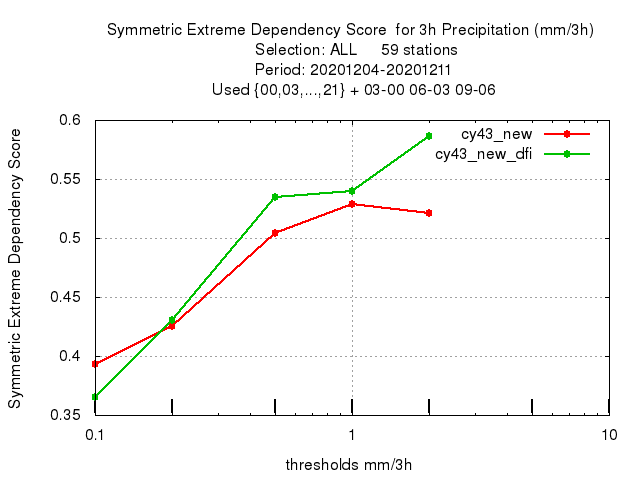 Symmetric Extreme Dependency Score  for 3h Precipitation (mm/3h)
Selection: ALL     59 stations
Period: 20201204-20201211
Used {00,03,...,21} + 03-00 06-03 09-06
Symmetric Extreme Dependency Score
0.6
0.55
0.5
0.45
0.4
0.35
cy43_new
cy43_new_dfi
0.1
1
10
thresholds mm/3h